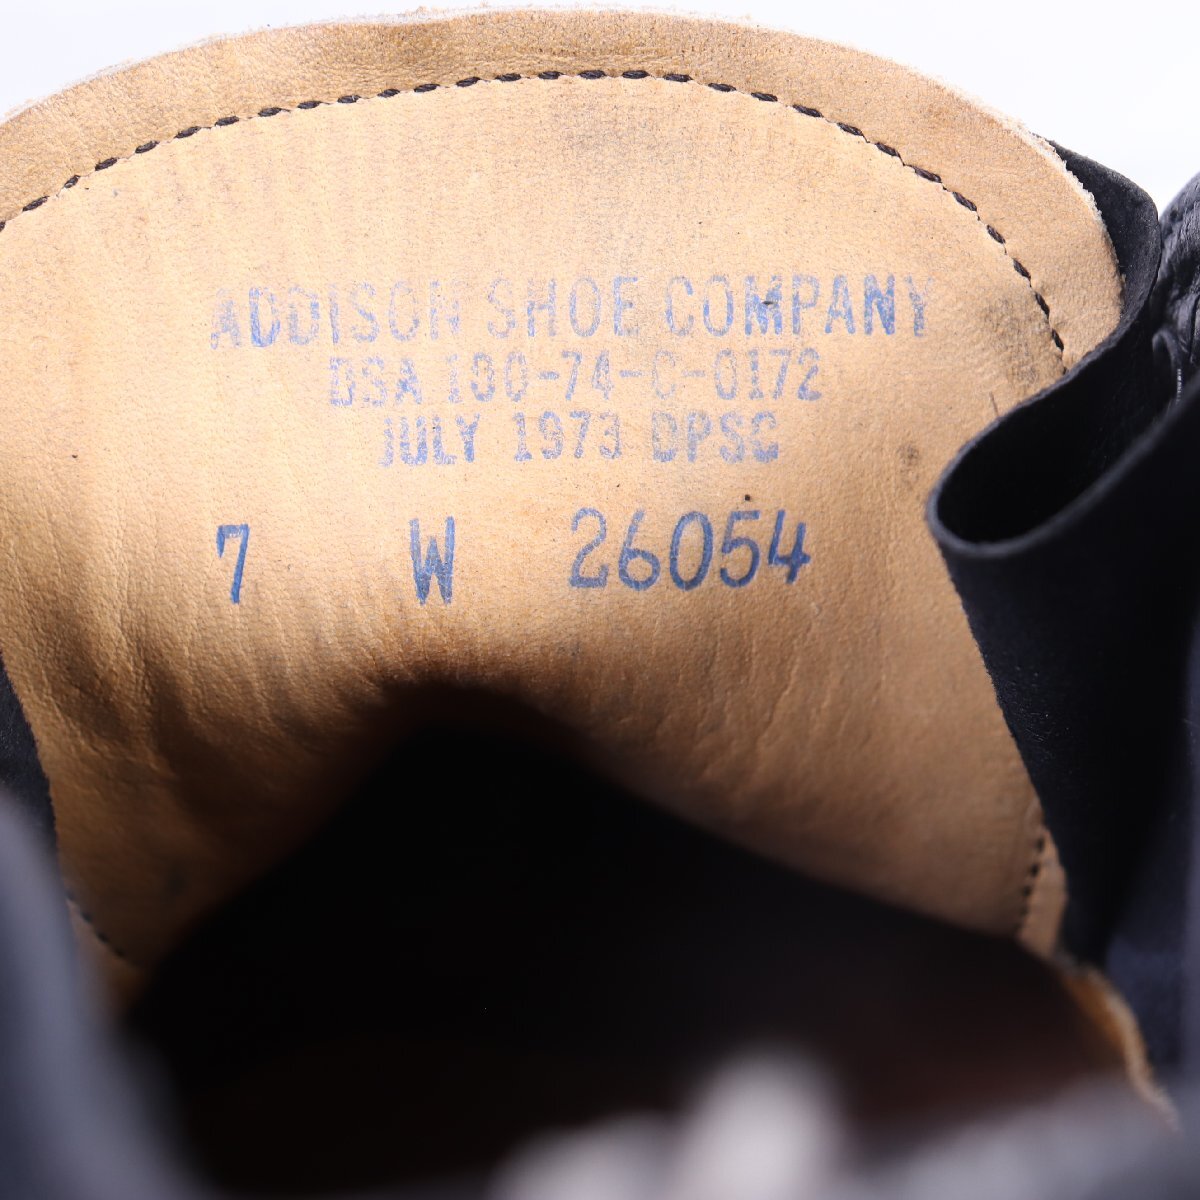 ADDISON SHOE COMPANY
DSA 100-74-C-0172
JULY 1973 DPSC
7 W 26054